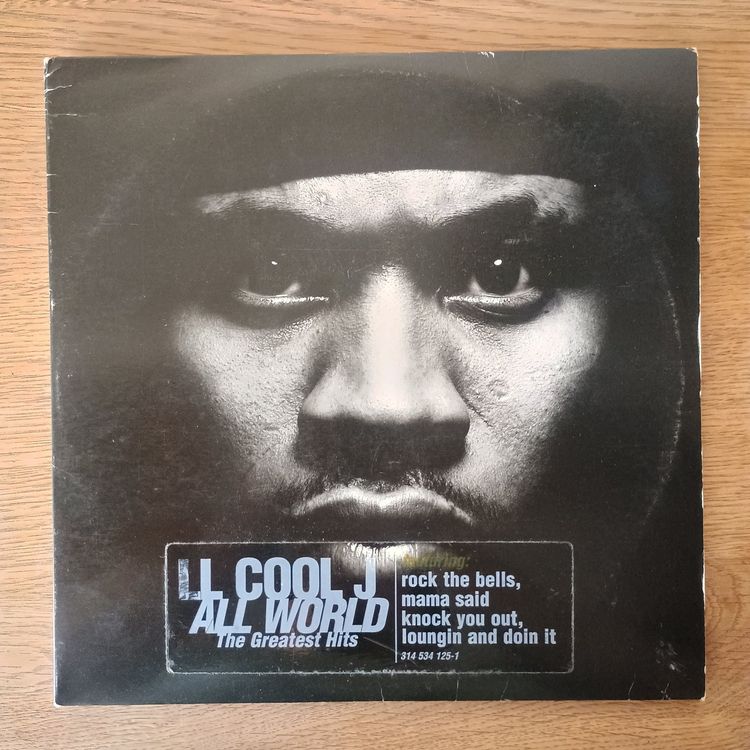 LL COOL J
ALL WORLD
The Greatest Hits
featuring:
rock the bells,
mama said
knock you out,
loungin and doin it
314 534 125-1